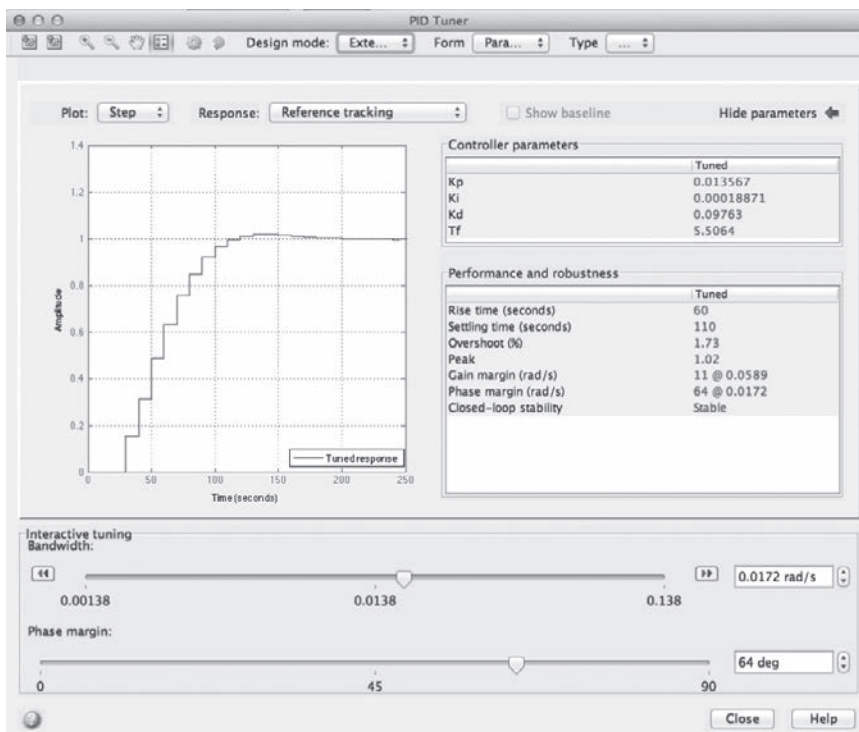 PID Tuner
Design mode: Exte... Form Para... Type ...
Plot: Step Response: Reference tracking Show baseline Hide parameters
1.4
1.2
1
0.8
0.6
0.4
0.2
0
Amplitude
0 50 100 150 200 250
Time (seconds)
Tuned response
Controller parameters
Tuned
Kp 0.013567
Ki 0.00018871
Kd 0.09763
Tf 5.5064
Performance and robustness
Tuned
Rise time (seconds) 60
Settling time (seconds) 110
Overshoot (%) 1.73
Peak 1.02
Gain margin (rad/s) 11 @ 0.0589
Phase margin (rad/s) 64 @ 0.0172
Closed-loop stability Stable
Interactive tuning
Bandwidth:
0.0172 rad/s
0.00138 0.0138 0.138
Phase margin:
64 deg
0 45 90
? Close Help